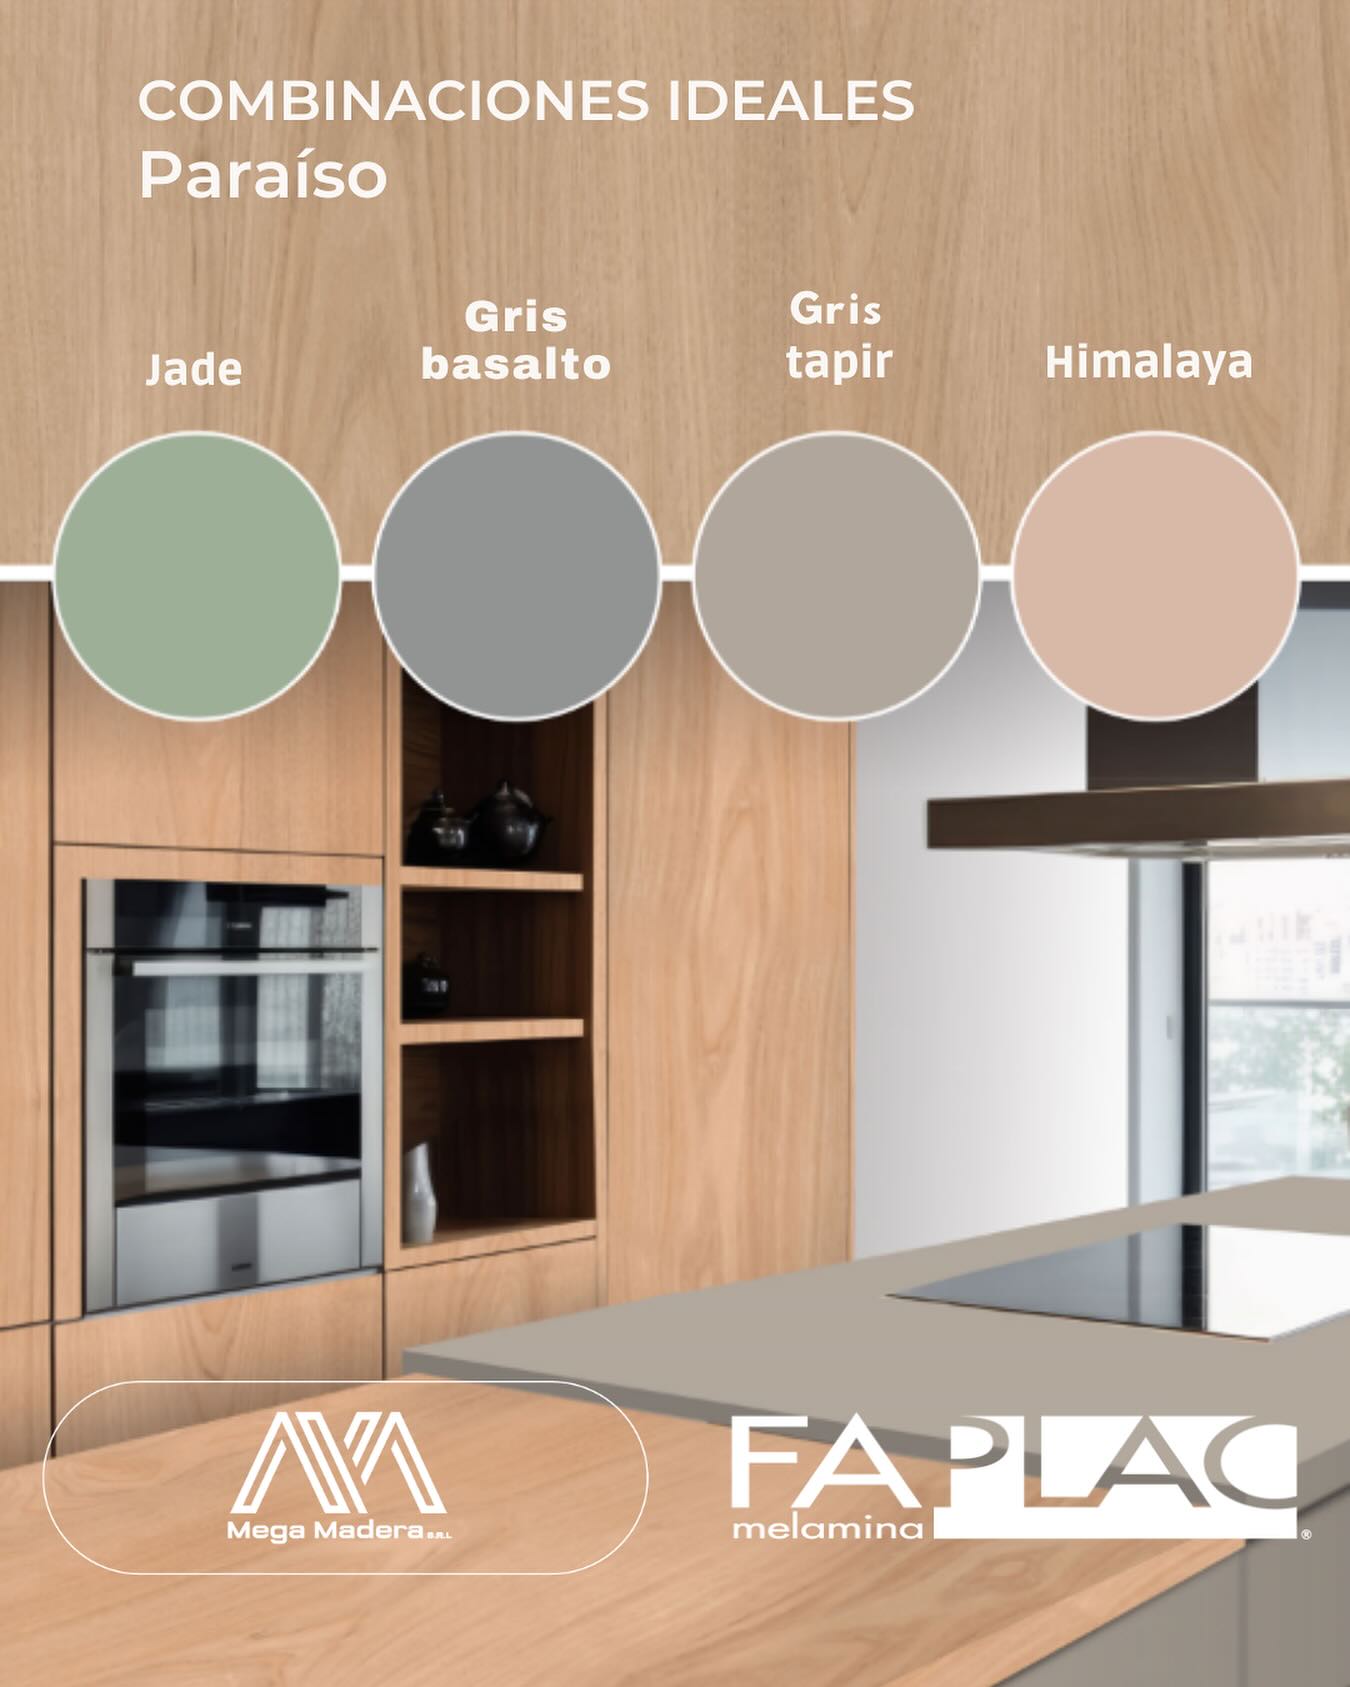 COMBINACIONES IDEALES
Paraíso
Jade
Gris
basalto
Gris
tapir
Himalaya
Mega Madera S.R.L
FAPLAC
melamina
®